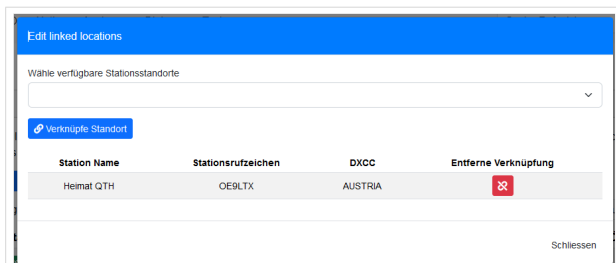 Edit linked locations
Wähle verfügbare Stationsstandorte
Verknüpfe Standort
Station Name Stationsrufzeichen DXCC Entferne Verknüpfung
Heimat QTH OE9LTX AUSTRIA
Schliessen